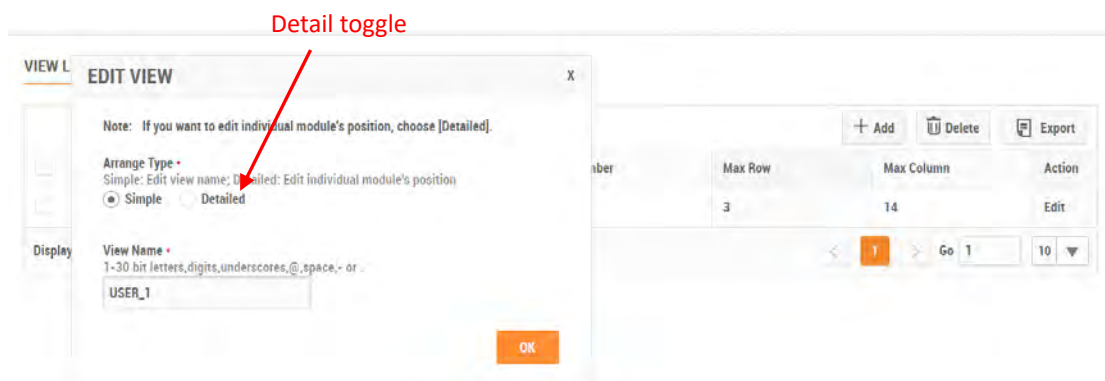 Detail toggle
VIEW L
EDIT VIEW X
Note: If you want to edit individual module's position, choose [Detailed].
+ Add Delete Export
Arrange Type •
Simple: Edit view name; Detailed: Edit individual module's position
Simple Detailed
nber Max Row Max Column Action
3 14 Edit
Display
View Name •
1-30 bit letters,digits,underscores,@,space,- or .
USER_1
< 1 > Go 1 10
OK